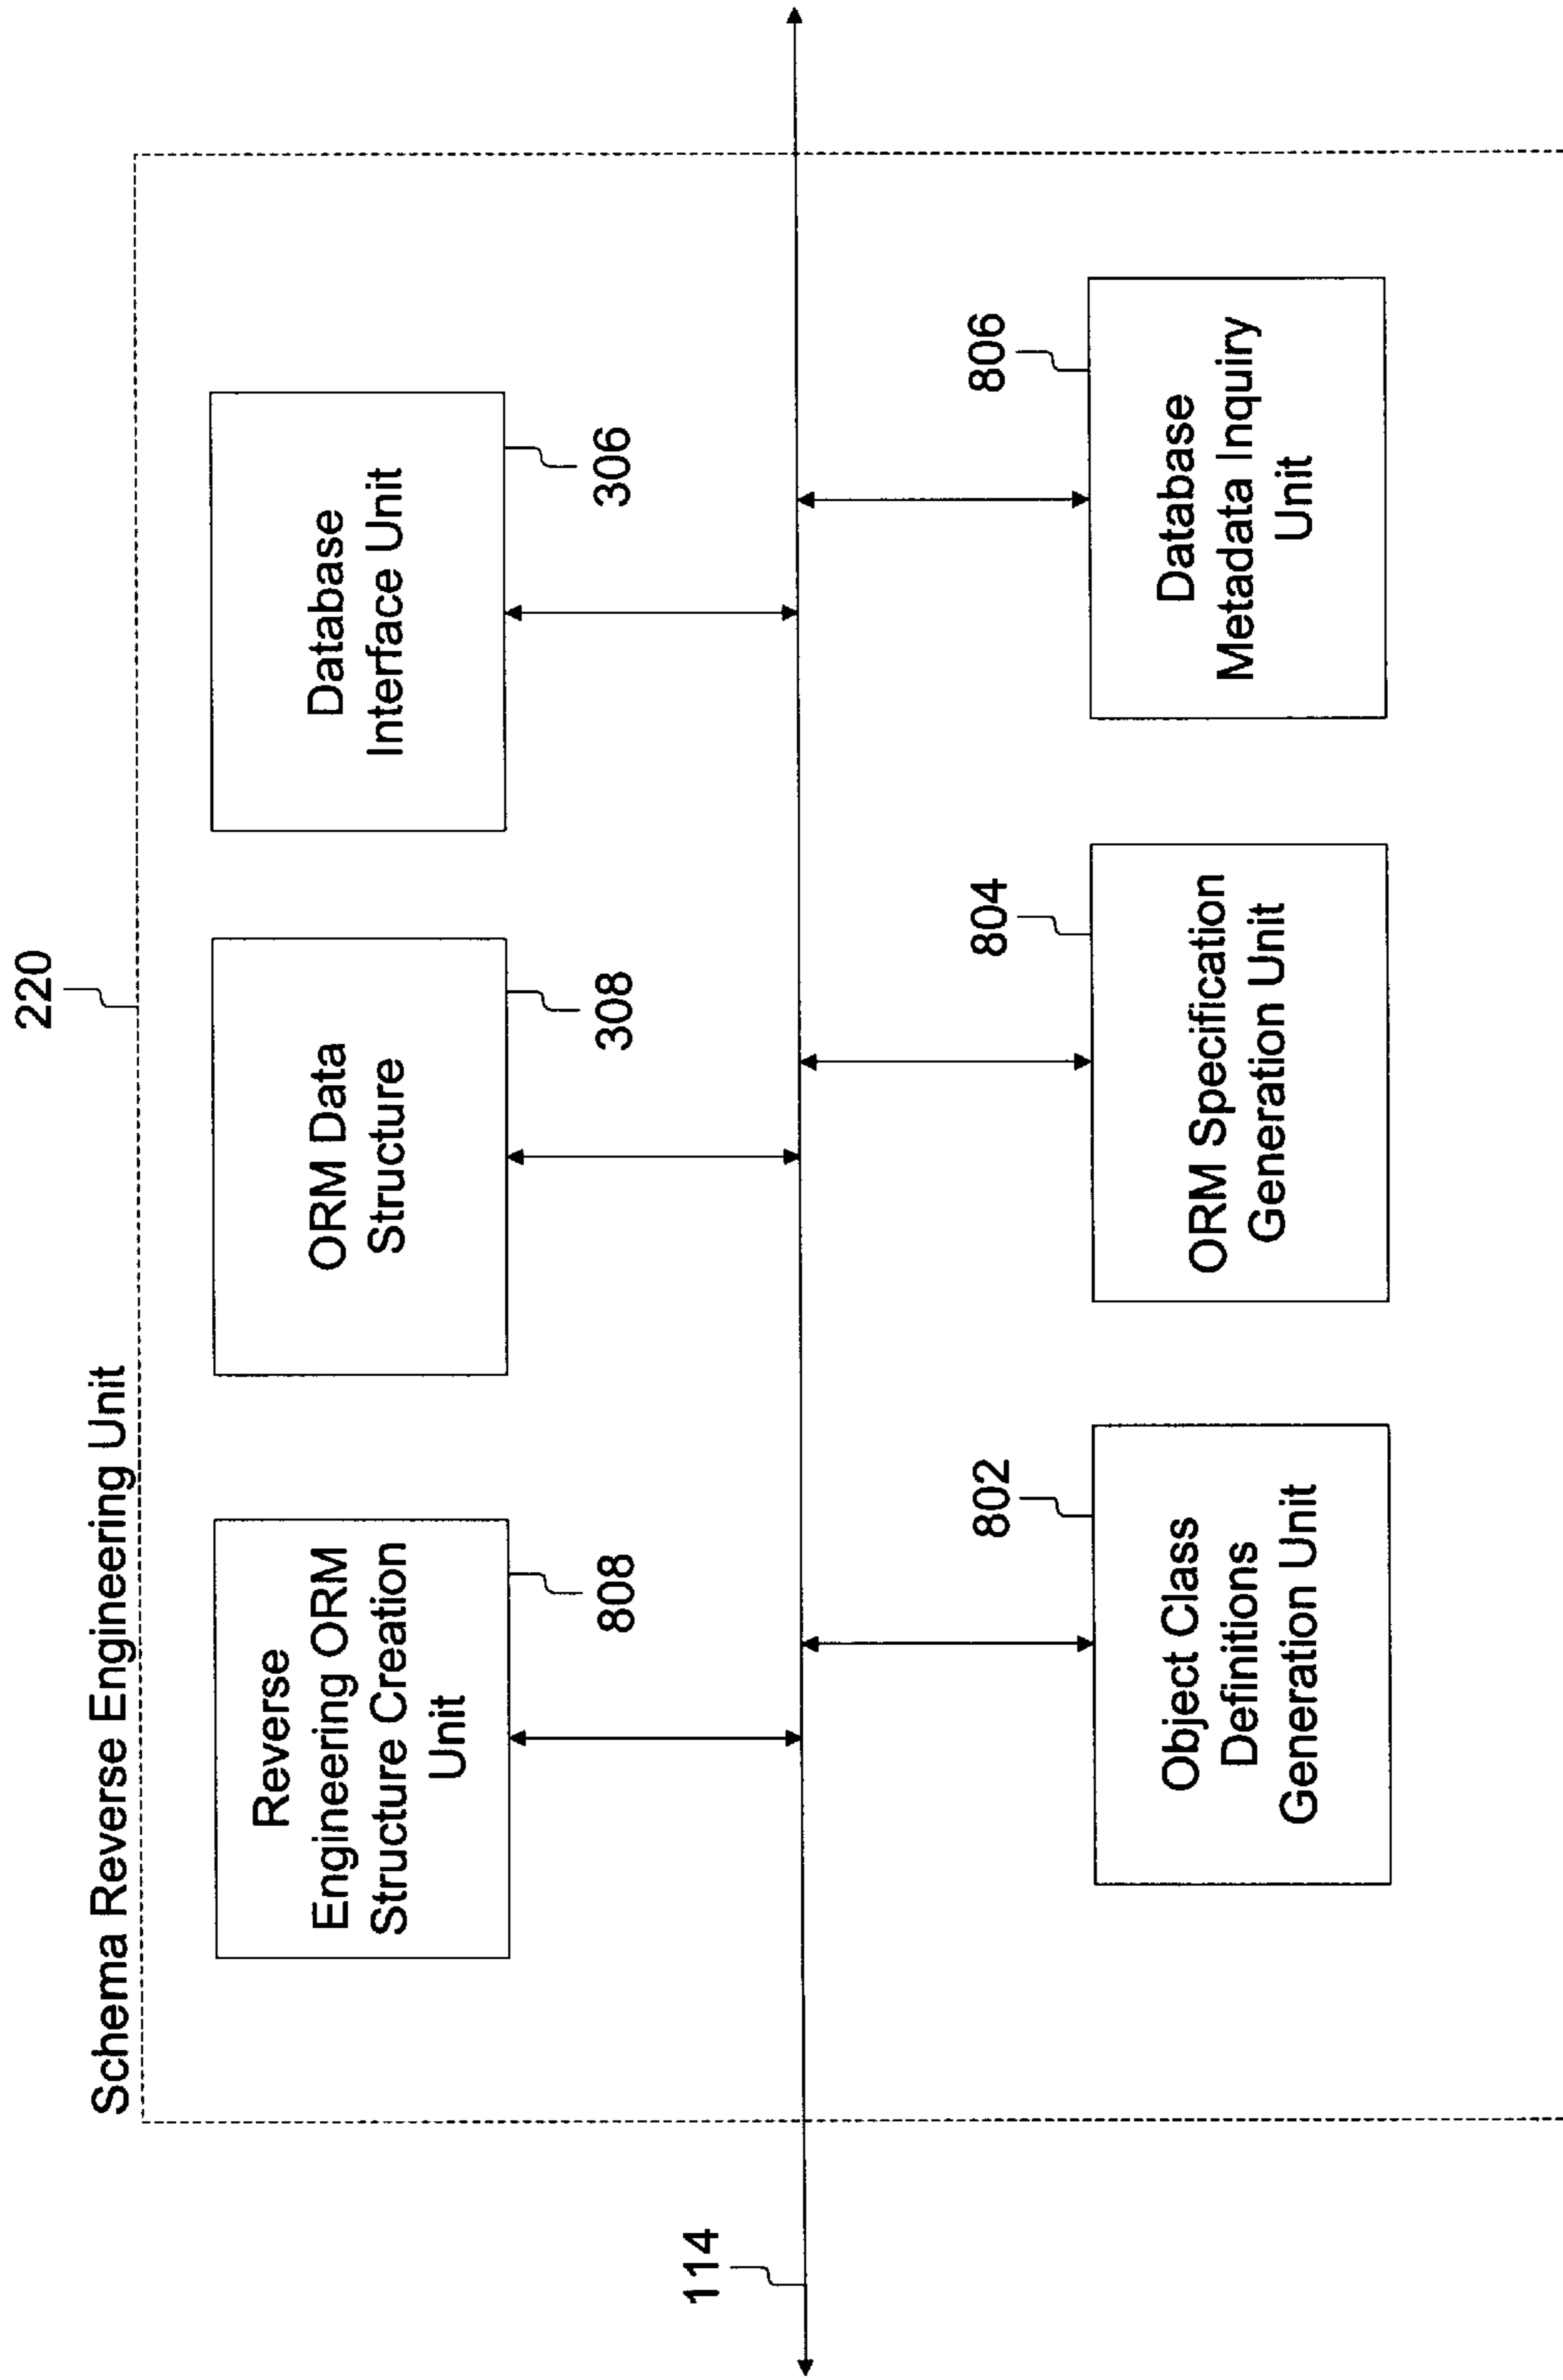 Schema Reverse Engineering Unit
220
Reverse
Engineering ORM
Structure Creation
Unit
808
ORM Data
Structure
308
Database
Interface Unit
306
114
802
Object Class
Definitions
Generation Unit
804
ORM Specification
Generation Unit
806
Database
Metadata Inquiry
Unit